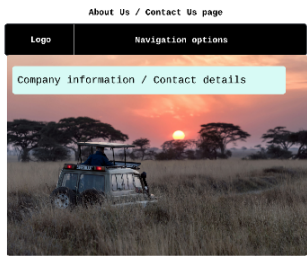 About Us / Contact Us page
Logo
Navigation options
Company information / Contact details